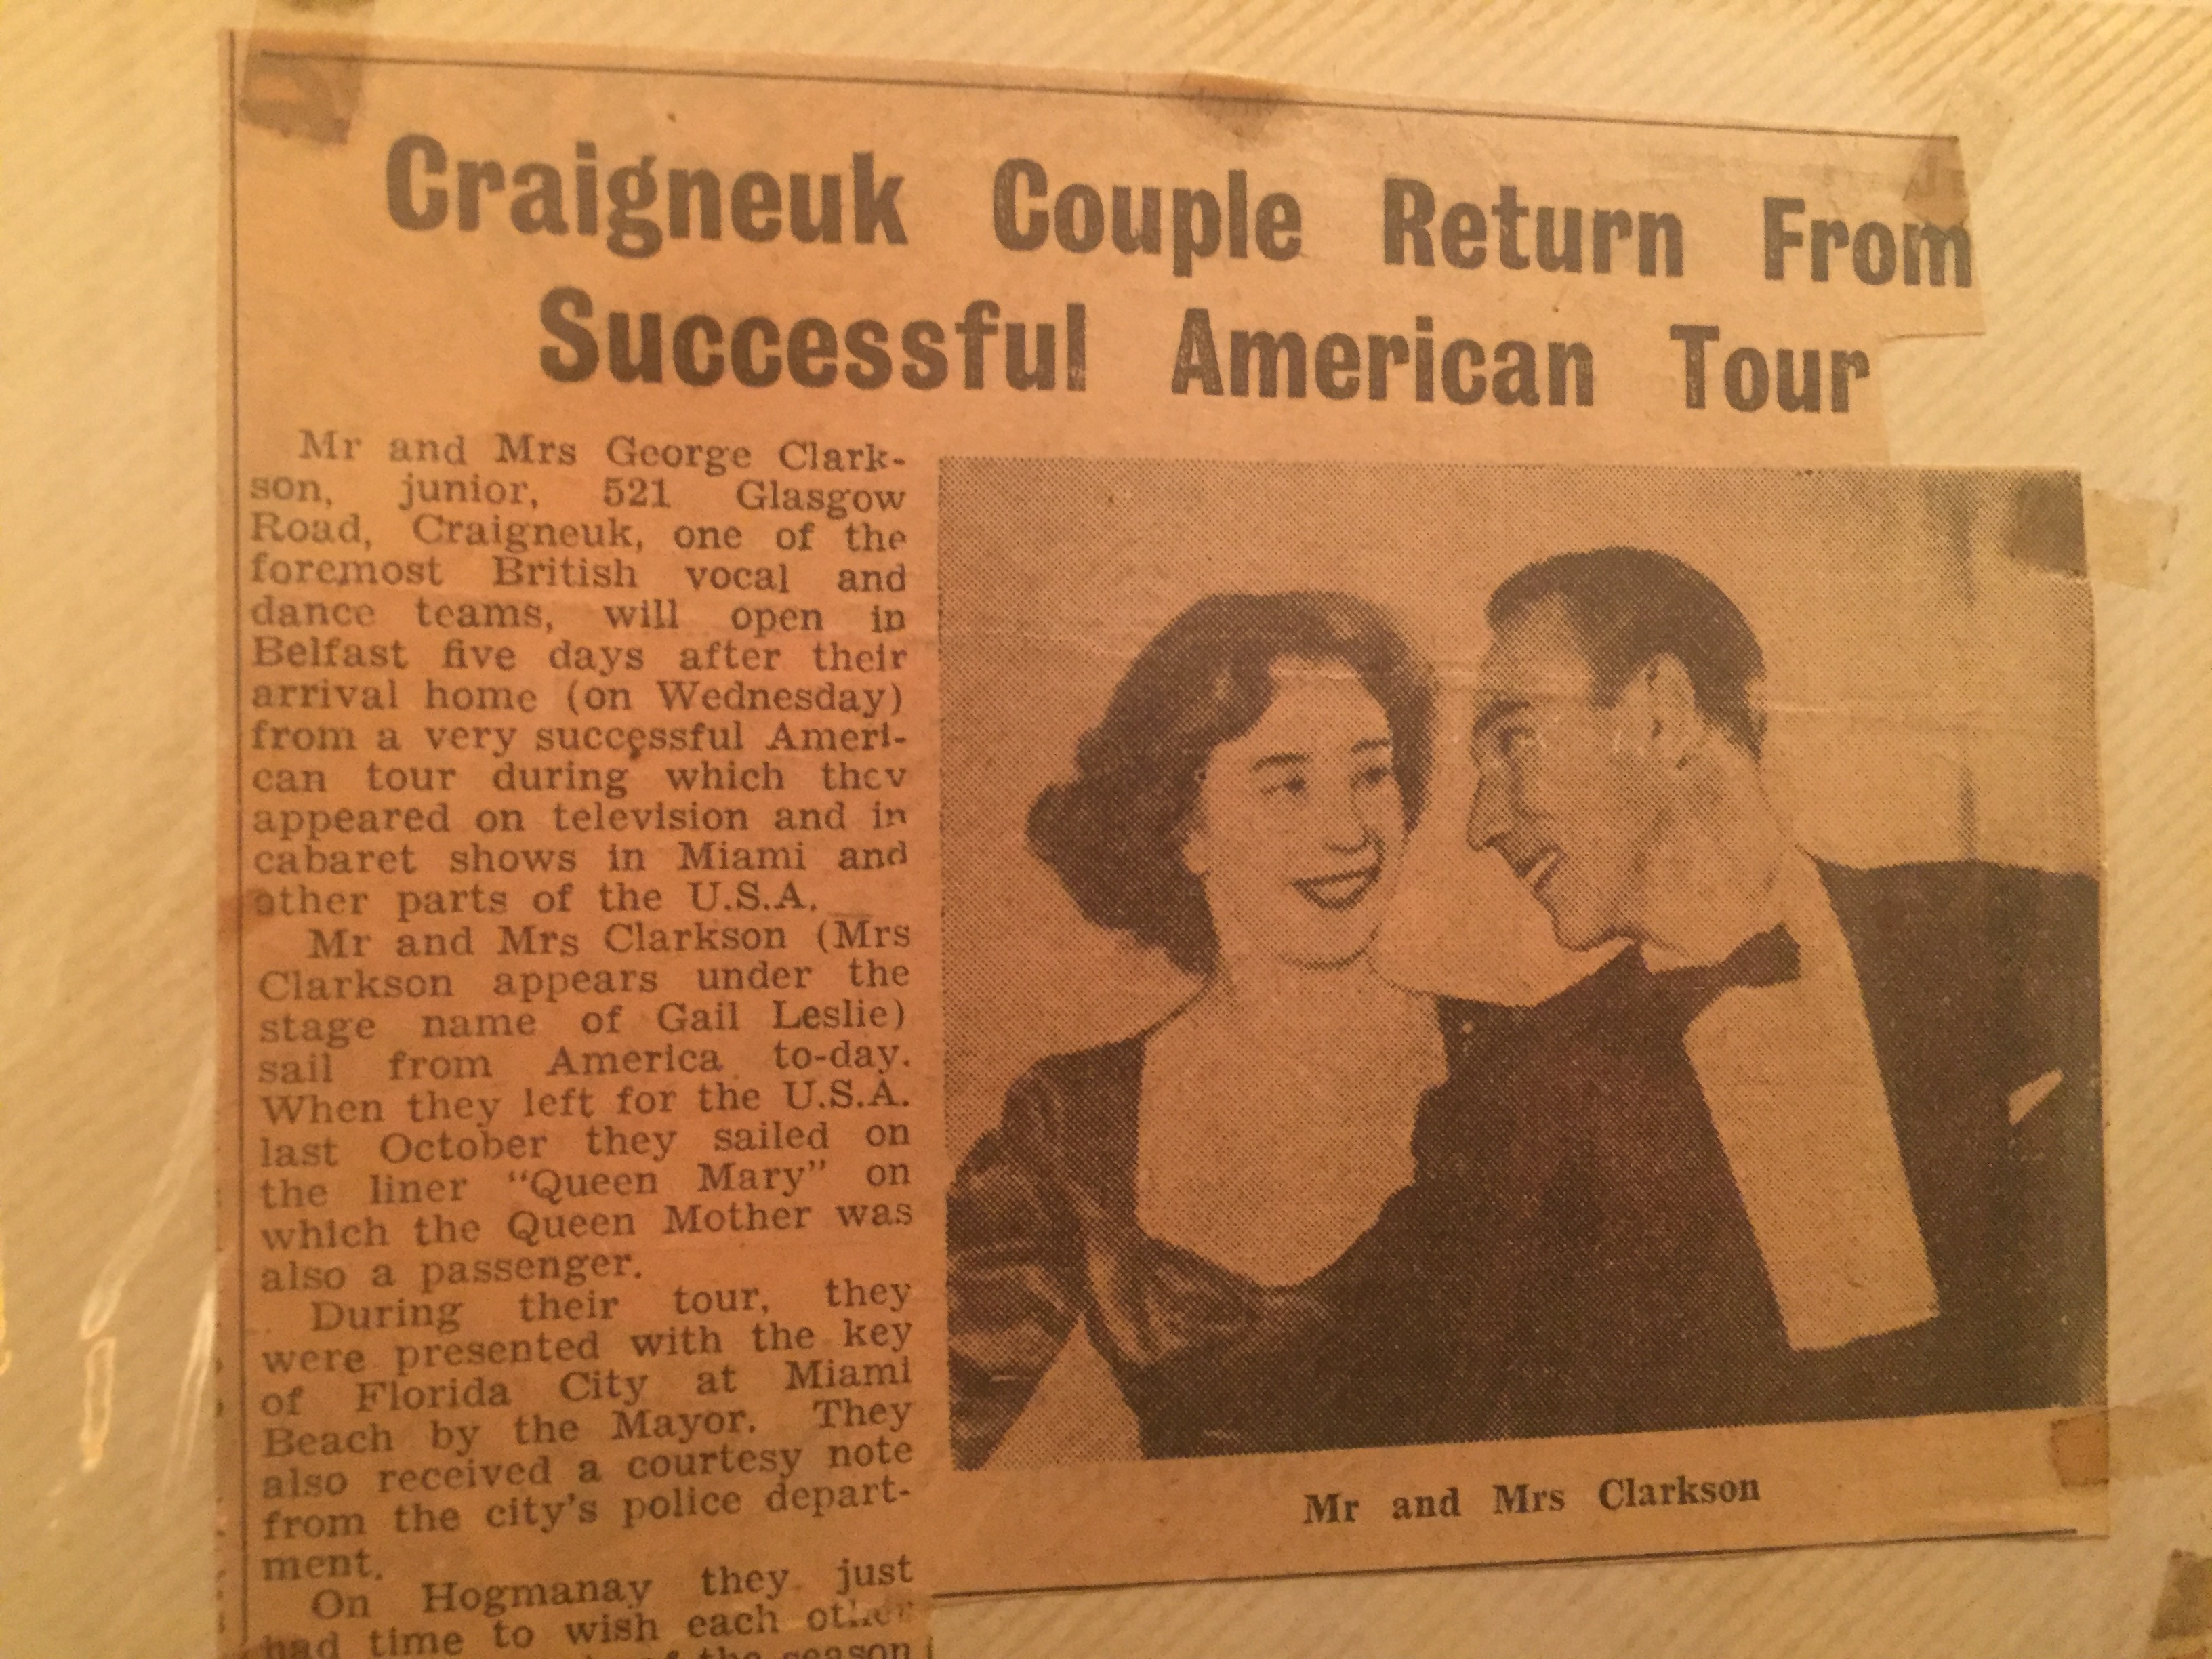 Craigneuk Couple Return From
Successful American Tour
Mr and Mrs George Clark-
son, junior, 521 Glasgow
Road, Craigneuk, one of the
foremost British vocal and
dance teams, will open in
Belfast five days after their
arrival home (on Wednesday)
from a very successful Ameri-
can tour during which they
appeared on television and in
cabaret shows in Miami and
other parts of the U.S.A.
Mr and Mrs Clarkson (Mrs
Clarkson appears under the
stage name of Gail Leslie)
sail from America to-day.
When they left for the U.S.A.
last October they sailed on
the liner "Queen Mary" on
which the Queen Mother was
also a passenger.
During their tour, they
were presented with the key
of Florida City at Miami
Beach by the Mayor. They
also received a courtesy note
from the city's police depart-
ment.
On Hogmanay they just
had time to wish each other
the season
Mr and Mrs Clarkson